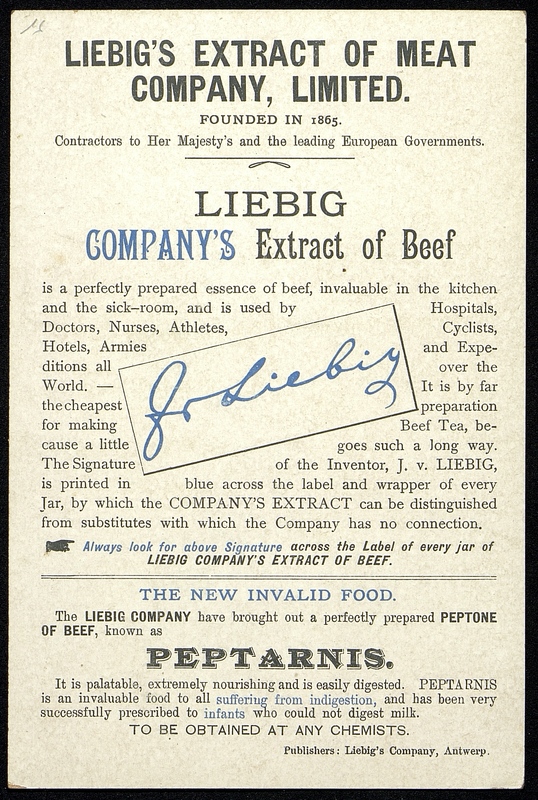 LIEBIG'S EXTRACT OF MEAT
COMPANY, LIMITED.
FOUNDED IN 1865.
Contractors to Her Majesty's and the leading European Governments.
LIEBIG
COMPANY'S Extract of Beef
is a perfectly prepared essence of beef, invaluable in the kitchen
and the sick-room, and is used by Hospitals,
Doctors, Nurses, Athletes, Cyclists,
Hotels, Armies and Expe-
ditions all over the
World. — It is by far
the cheapest preparation
for making Beef Tea, be-
cause a little goes such a long way.
The Signature of the Inventor, J. v. LIEBIG,
is printed in blue across the label and wrapper of every
Jar, by which the COMPANY'S EXTRACT can be distinguished
from substitutes with which the Company has no connection.
Jv Liebig
Always look for above Signature across the Label of every jar of
LIEBIG COMPANY'S EXTRACT OF BEEF.
THE NEW INVALID FOOD.
The LIEBIG COMPANY have brought out a perfectly prepared PEPTONE
OF BEEF, known as
PEPTARNIS.
It is palatable, extremely nourishing and is easily digested. PEPTARNIS
is an invaluable food to all suffering from indigestion, and has been very
successfully prescribed to infants who could not digest milk.
TO BE OBTAINED AT ANY CHEMISTS.
Publishers: Liebig's Company, Antwerp.